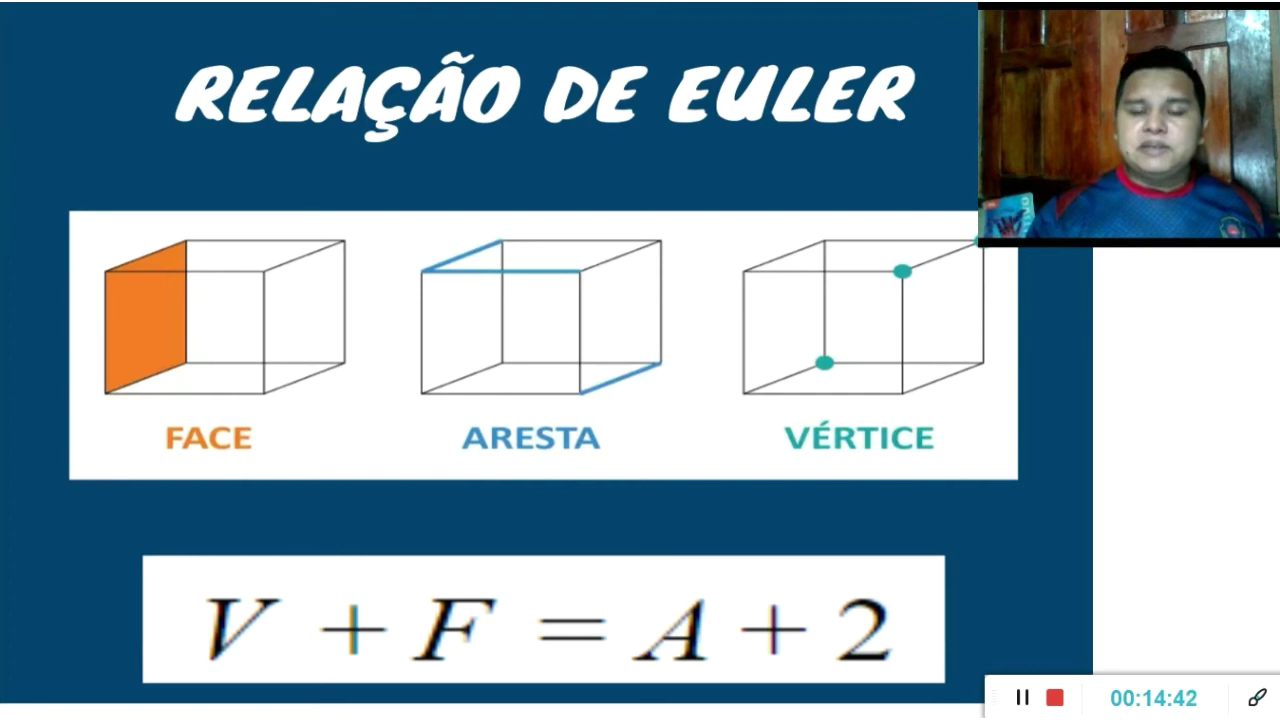 RELAÇÃO DE EULER
FACE
ARESTA
VÉRTICE
V + F = A + 2
00:14:42